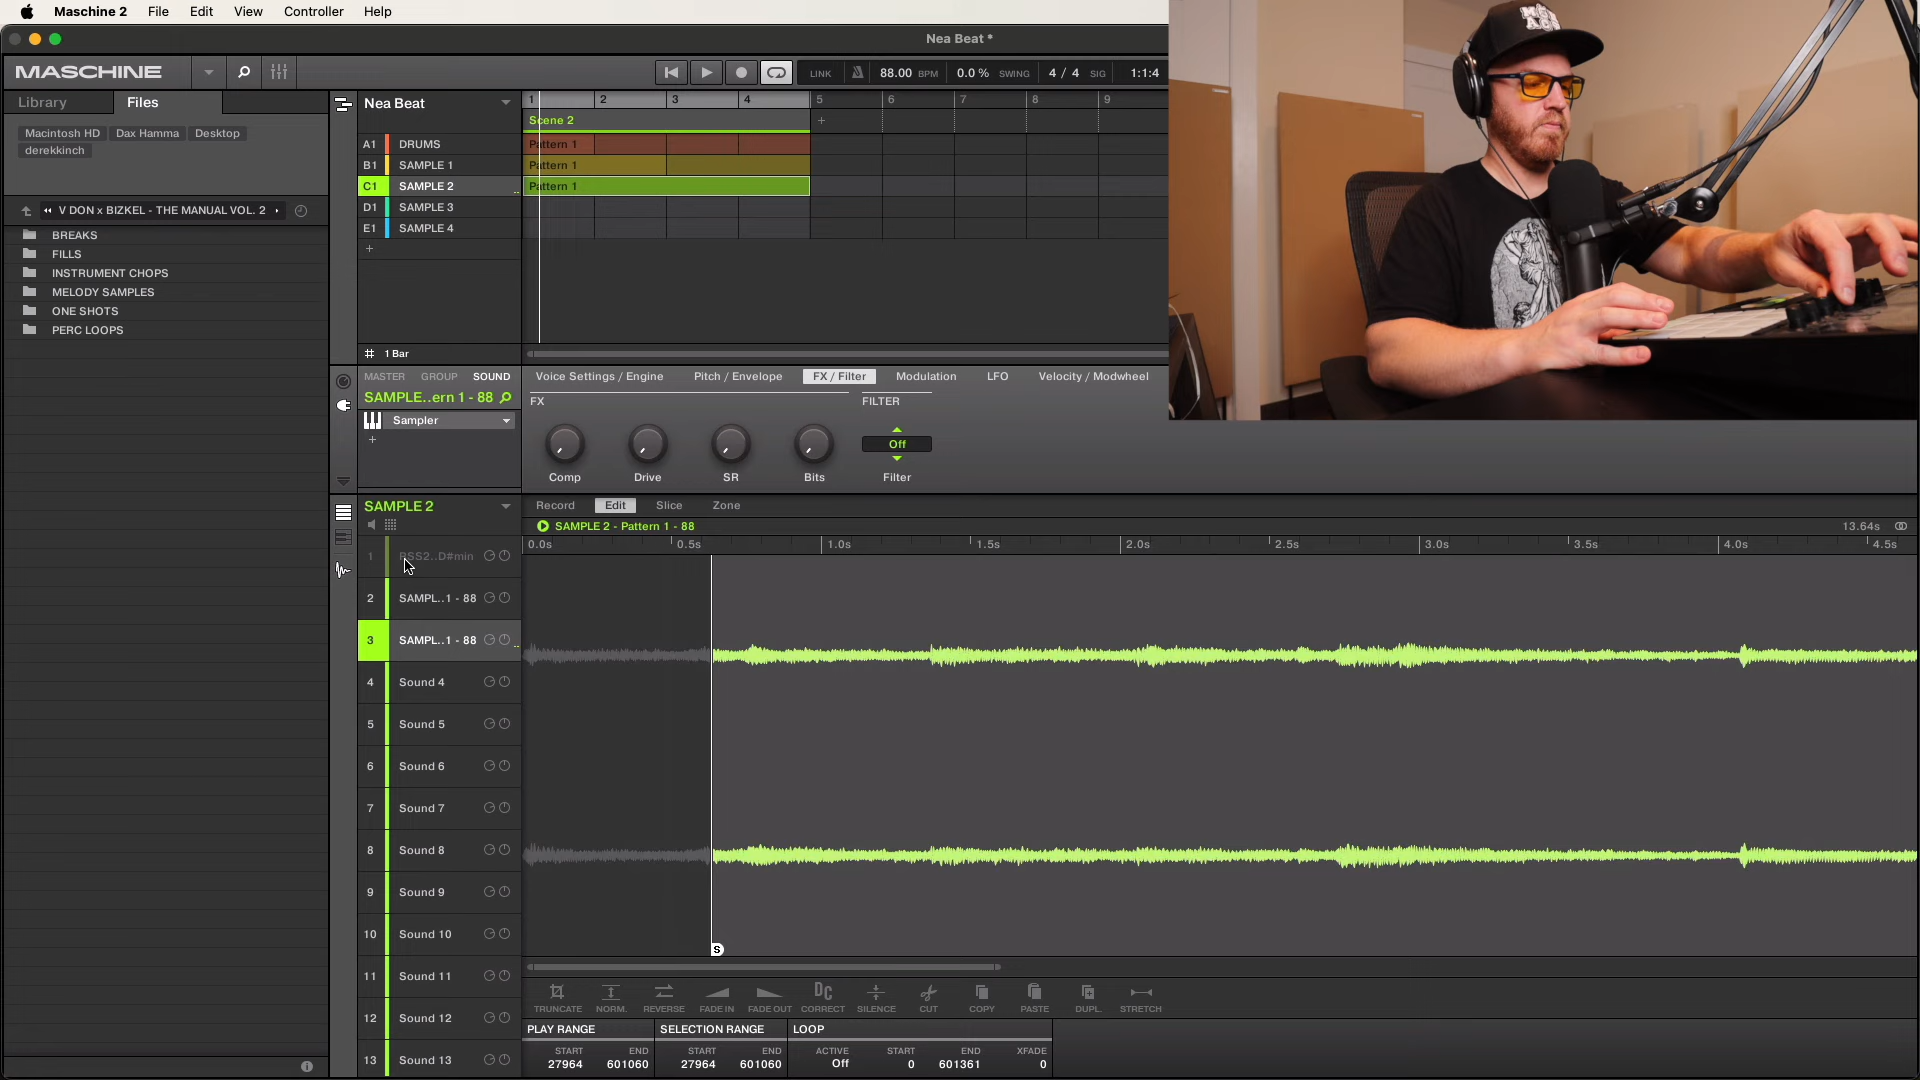 Maschine 2 File Edit View Controller Help
Nea Beat *
MASCHINE
LINK 88.00 BPM 0.0 % SWING 4 / 4 SIG 1:1:4
Library Files
Macintosh HD Dax Hamma Desktop
derekkinch
V DON x BIZKEL - THE MANUAL VOL. 2
BREAKS
FILLS
INSTRUMENT CHOPS
MELODY SAMPLES
ONE SHOTS
PERC LOOPS
Nea Beat
1 2 3 4 5 6 7 8 9
Scene 2
A1 DRUMS Pattern 1
B1 SAMPLE 1 Pattern 1
C1 SAMPLE 2 Pattern 1
D1 SAMPLE 3
E1 SAMPLE 4
1 Bar
MASTER GROUP SOUND
SAMPLE..ern 1 - 88
Sampler
Voice Settings / Engine Pitch / Envelope FX / Filter Modulation LFO Velocity / Modwheel
FX FILTER
Off
Comp Drive SR Bits Filter
SAMPLE 2
Record Edit Slice Zone
SAMPLE 2 - Pattern 1 - 88 13.64s
0.0s 0.5s 1.0s 1.5s 2.0s 2.5s 3.0s 3.5s 4.0s 4.5s
1 BSS2..D#min
2 SAMPL..1 - 88
3 SAMPL..1 - 88
4 Sound 4
5 Sound 5
6 Sound 6
7 Sound 7
8 Sound 8
9 Sound 9
10 Sound 10
11 Sound 11
12 Sound 12
13 Sound 13
S
DC
TRUNCATE NORM. REVERSE FADE IN FADE OUT CORRECT SILENCE CUT COPY PASTE DUPL. STRETCH
PLAY RANGE SELECTION RANGE LOOP
START END START END ACTIVE START END XFADE
27964 601060 27964 601060 Off 0 601361 0